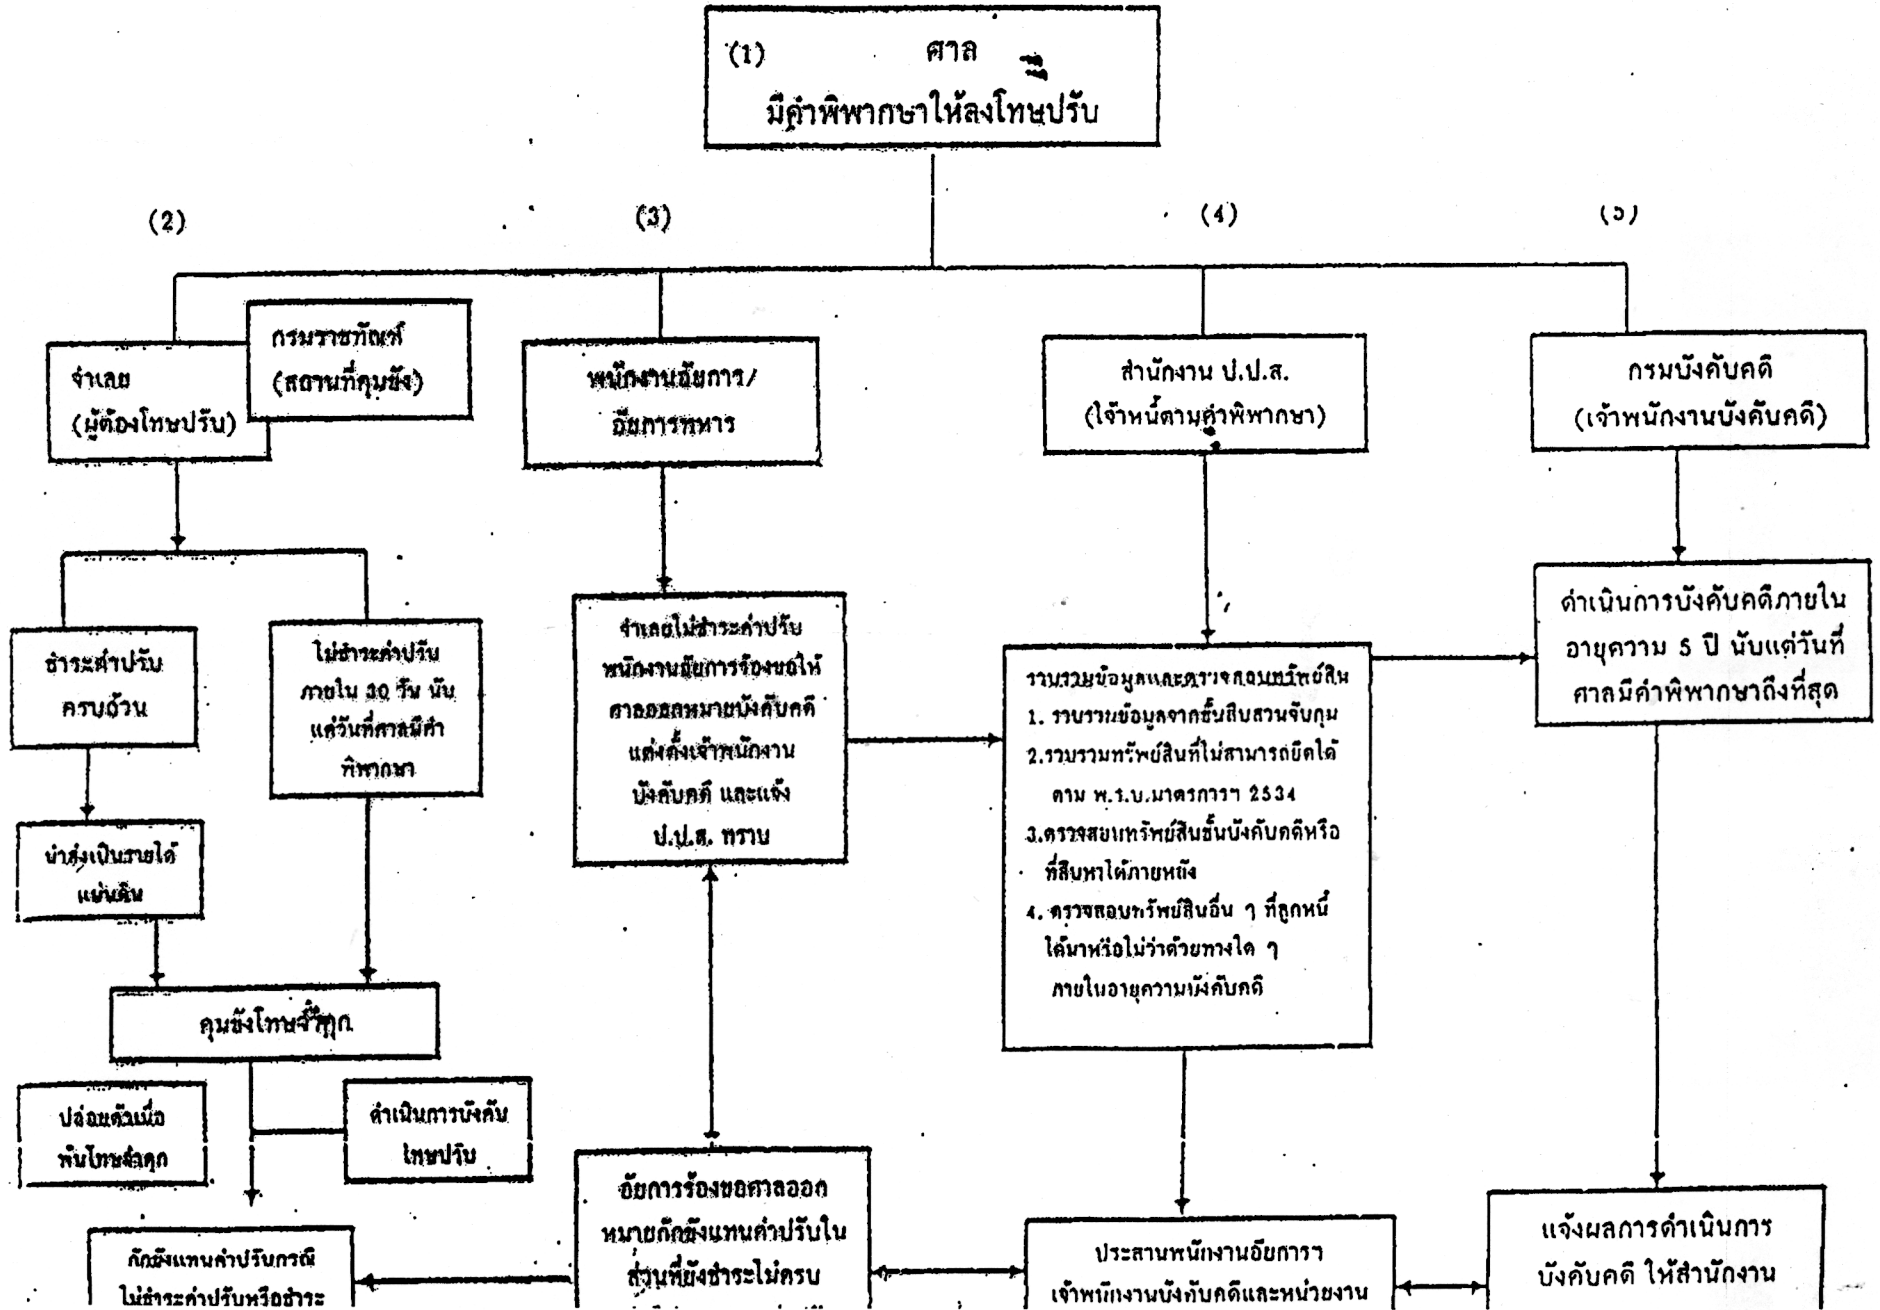 (1) ศาล
มีคำพิพากษาให้ลงโทษปรับ
(2)
(3)
(4)
(5)
จำเลย
(ผู้ต้องโทษปรับ)
กรมราชทัณฑ์
(สถานที่คุมขัง)
พนักงานอัยการ/
อัยการทหาร
สำนักงาน ป.ป.ส.
(เจ้าหนี้ตามคำพิพากษา)
กรมบังคับคดี
(เจ้าพนักงานบังคับคดี)
ชำระค่าปรับ
ครบถ้วน
ไม่ชำระค่าปรับ
ภายใน 30 วัน นับ
แต่วันที่ศาลมีคำ
พิพากษา
นำส่งเป็นรายได้
แผ่นดิน
คุมขังโทษจำคุก
ปล่อยตัวเมื่อ
พ้นโทษจำคุก
ดำเนินการบังคับ
โทษปรับ
กักขังแทนค่าปรับกรณี
ไม่ชำระค่าปรับหรือชำระ
จำเลยไม่ชำระค่าปรับ
พนักงานอัยการร้องขอให้
ศาลออกหมายบังคับคดี
แต่งตั้งเจ้าพนักงาน
บังคับคดี และแจ้ง
ป.ป.ส. ทราบ
อัยการร้องขอศาลออก
หมายกักขังแทนค่าปรับใน
ส่วนที่ยังชำระไม่ครบ
รวบรวมข้อมูลและตรวจสอบทรัพย์สิน
1. รวบรวมข้อมูลจากชั้นสืบสวนจับกุม
2.รวบรวมทรัพย์สินที่ไม่สามารถยึดได้
ตาม พ.ร.บ.มาตรการฯ 2534
3.ตรวจสอบทรัพย์สินชั้นบังคับคดีหรือ
ที่สืบหาได้ภายหลัง
4. ตรวจสอบทรัพย์สินอื่น ๆ ที่ลูกหนี้
ได้มาหรือไม่ว่าด้วยทางใด ๆ
ภายในอายุความบังคับคดี
ประสานพนักงานอัยการฯ
เจ้าพนักงานบังคับคดีและหน่วยงาน
ดำเนินการบังคับคดีภายใน
อายุความ 5 ปี นับแต่วันที่
ศาลมีคำพิพากษาถึงที่สุด
แจ้งผลการดำเนินการ
บังคับคดี ให้สำนักงาน